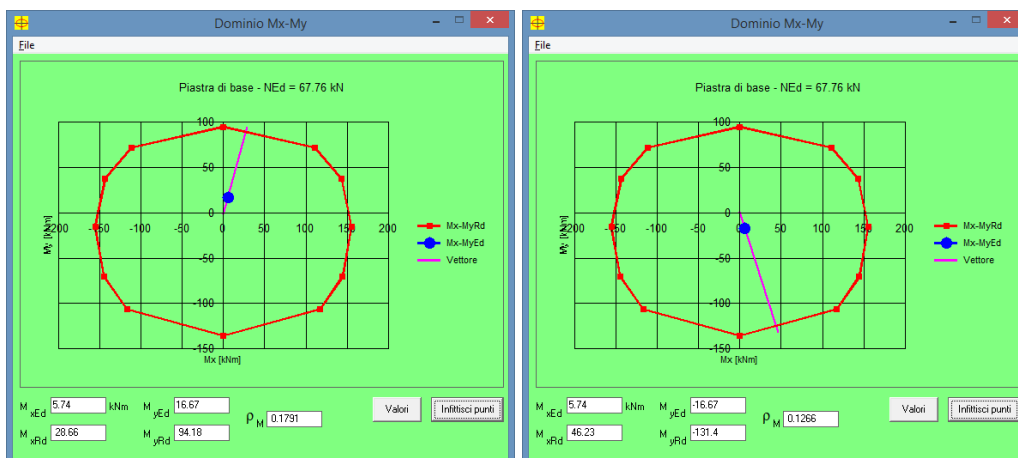 Dominio Mx-My
File
Piastra di base - NEd = 67.76 kN
100
50
0
-50
-100
-150
-150
-100
-50
0
50
100
150
200
My [kNm]
Mx [kNm]
Mx-MyRd
Mx-MyEd
Vettore
M xEd 5.74 kNm M yEd 16.67
M xRd 28.66 M yRd 94.18
ρ M 0.1791
Valori
Infittisci punti
Dominio Mx-My
File
Piastra di base - NEd = 67.76 kN
100
50
0
-50
-100
-150
-150
-100
-50
0
50
100
150
200
My [kNm]
Mx [kNm]
Mx-MyRd
Mx-MyEd
Vettore
M xEd 5.74 kNm M yEd -16.67
M xRd 46.23 M yRd -131.4
ρ M 0.1266
Valori
Infittisci punti